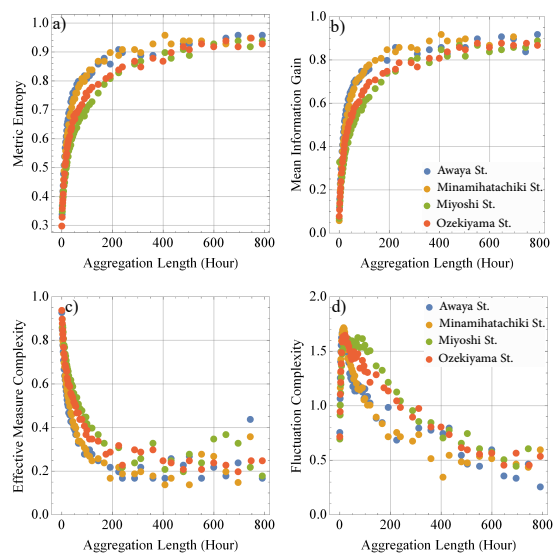 a)
1.0
0.9
0.8
0.7
0.6
0.5
0.4
0.3
Metric Entropy
0 200 400 600 800
Aggregation Length (Hour)
b)
1.0
0.8
0.6
0.4
0.2
0.0
Mean Information Gain
Awaya St.
Minamihatachiki St.
Miyoshi St.
Ozekiyama St.
0 200 400 600 800
Aggregation Length (Hour)
c)
1.0
0.8
0.6
0.4
0.2
0.0
Effective Measure Complexity
0 200 400 600 800
Aggregation Length (Hour)
d)
2.0
1.5
1.0
0.5
0.0
Fluctuation Complexity
Awaya St.
Minamihatachiki St.
Miyoshi St.
Ozekiyama St.
0 200 400 600 800
Aggregation Length (Hour)